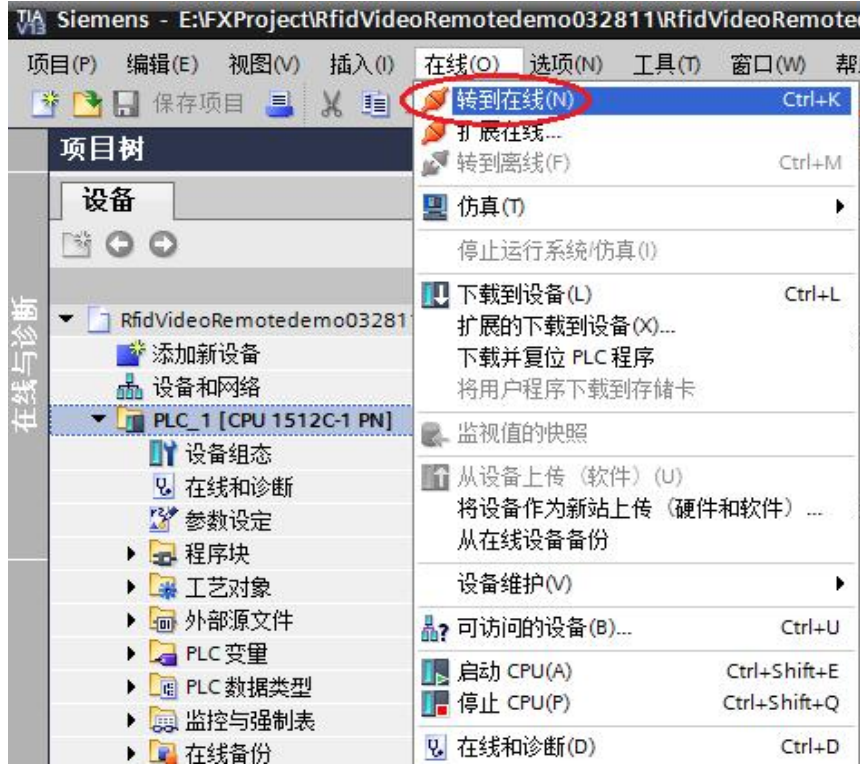 TIA V13 Siemens - E:\FXProject\RfidVideoRemotedemo032811\RfidVideoRemote
项目(P) 编辑(E) 视图(V) 插入(I) 在线(O) 选项(N) 工具(T) 窗口(W) 帮
保存项目
项目树
设备
在线与诊断
RfidVideoRemotedemo03281
添加新设备
设备和网络
PLC_1 [CPU 1512C-1 PN]
设备组态
在线和诊断
参数设定
程序块
工艺对象
外部源文件
PLC 变量
PLC 数据类型
监控与强制表
在线备份
转到在线(N) Ctrl+K
扩展在线...
转到离线(F) Ctrl+M
仿真(T)
停止运行系统/仿真(I)
下载到设备(L) Ctrl+L
扩展的下载到设备(X)...
下载并复位 PLC 程序
将用户程序下载到存储卡
监视值的快照
从设备上传（软件）(U)
将设备作为新站上传（硬件和软件）...
从在线设备备份
设备维护(V)
可访问的设备(B)... Ctrl+U
启动 CPU(A) Ctrl+Shift+E
停止 CPU(P) Ctrl+Shift+Q
在线和诊断(D) Ctrl+D